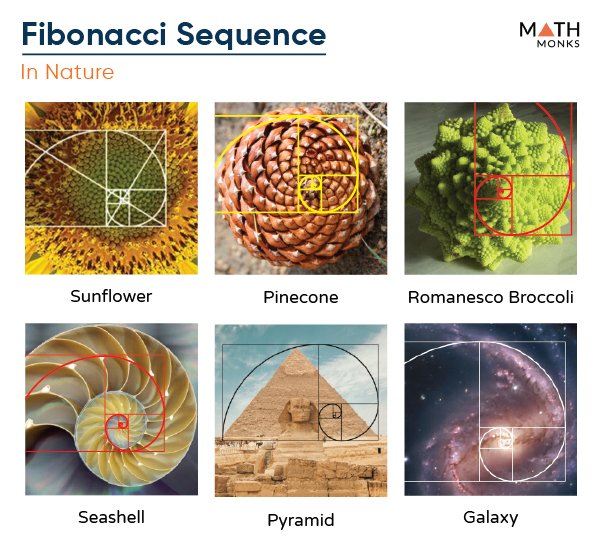 Fibonacci Sequence
In Nature
MATH
MONKS
Sunflower
Pinecone
Romanesco Broccoli
Seashell
Pyramid
Galaxy